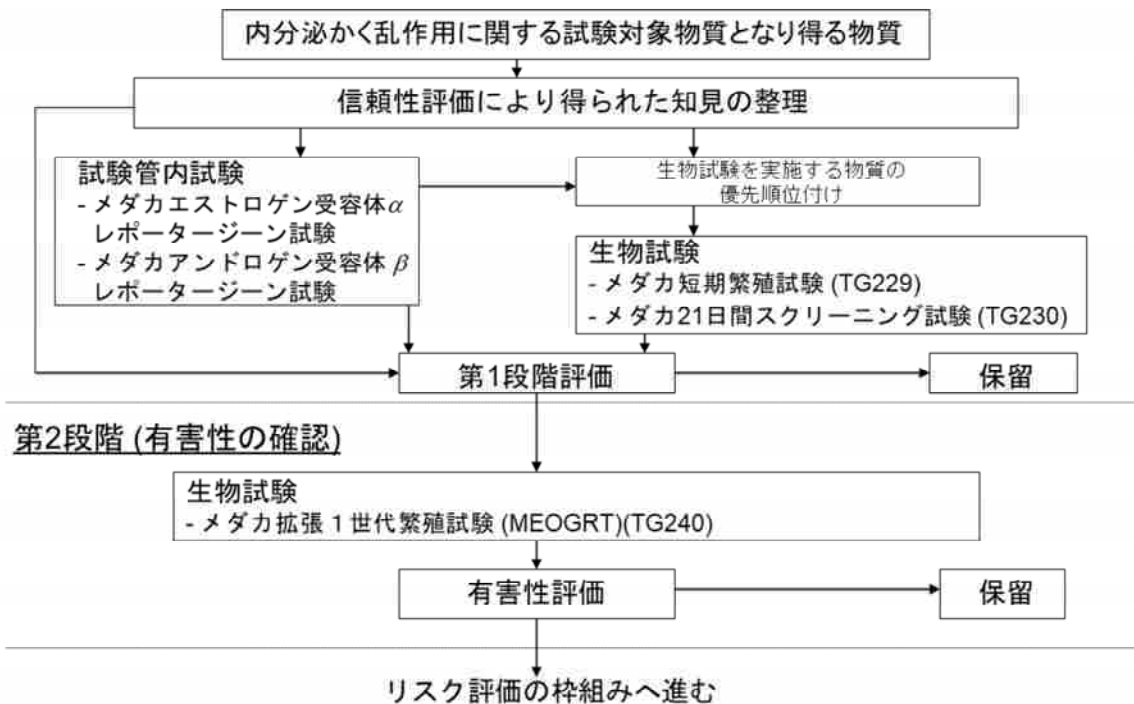 内分泌かく乱作用に関する試験対象物質となり得る物質
信頼性評価により得られた知見の整理
試験管内試験
- メダカエストロゲン受容体α
レポータージーン試験
- メダカアンドロゲン受容体 β
レポータージーン試験
生物試験を実施する物質の
優先順位付け
生物試験
- メダカ短期繁殖試験 (TG229)
- メダカ21日間スクリーニング試験 (TG230)
第1段階評価
保留
第2段階 (有害性の確認)
生物試験
- メダカ拡張１世代繁殖試験 (MEOGRT)(TG240)
有害性評価
保留
リスク評価の枠組みへ進む